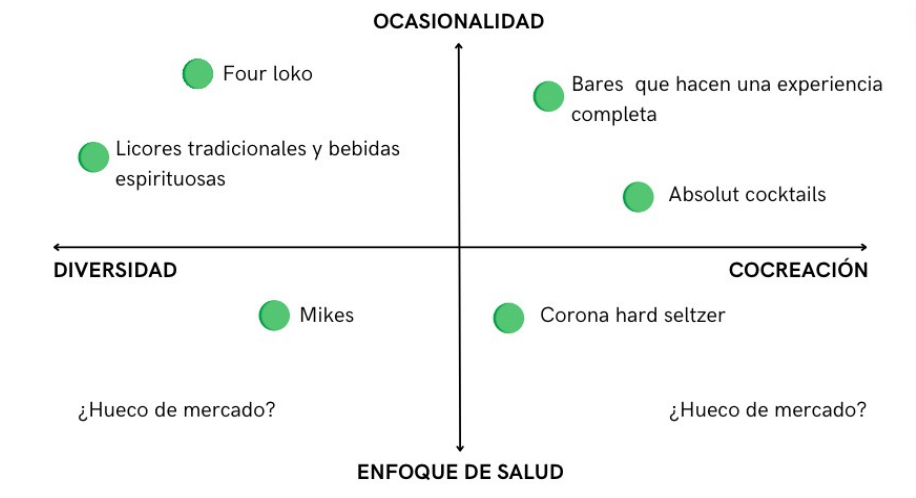 OCASIONALIDAD
Four loko
Bares que hacen una experiencia
completa
Licores tradicionales y bebidas
espirituosas
Absolut cocktails
DIVERSIDAD
COCREACIÓN
Mikes
Corona hard seltzer
¿Hueco de mercado?
¿Hueco de mercado?
ENFOQUE DE SALUD